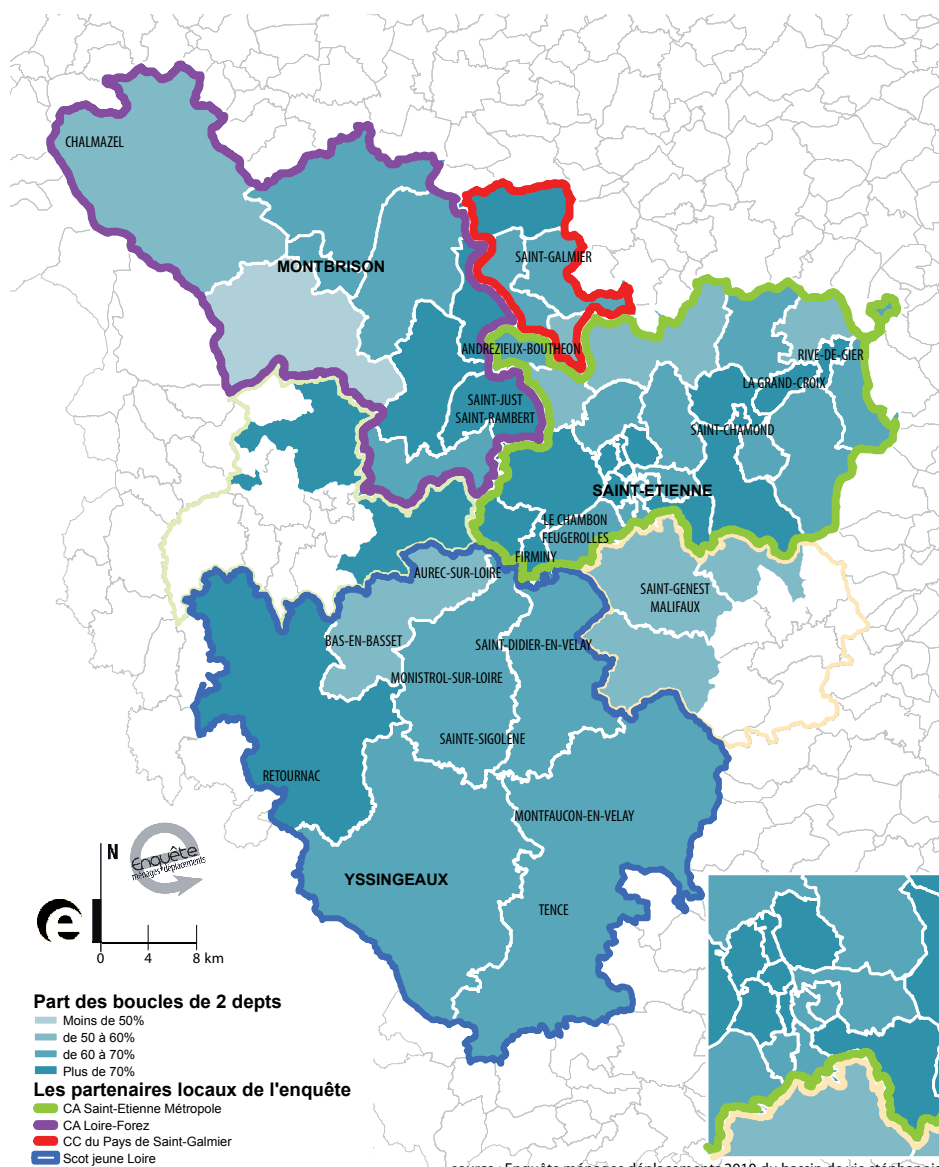 CHALMAZEL
MONTBRISON
SAINT-GALMIER
ANDREZIEUX-BOUTHEON
RIVE-DE-GIER
LA GRAND-CROIX
SAINT-JUST
SAINT-RAMBERT
SAINT-CHAMOND
SAINT-ETIENNE
LE CHAMBON
FEUGEROLLES
FIRMINY
AUREC-SUR-LOIRE
SAINT-GENEST
MALIFAUX
BAS-EN-BASSET
SAINT-DIDIER-EN-VELAY
MONISTROL-SUR-LOIRE
SAINTE-SIGOLENE
RETOURNAC
MONTFAUCON-EN-VELAY
YSSINGEAUX
TENCE
N
Enquête
ménages déplacements
e
0 4 8 km
Part des boucles de 2 depts
Moins de 50%
de 50 à 60%
de 60 à 70%
Plus de 70%
Les partenaires locaux de l'enquête
CA Saint-Etienne Métropole
CA Loire-Forez
CC du Pays de Saint-Galmier
Scot jeune Loire